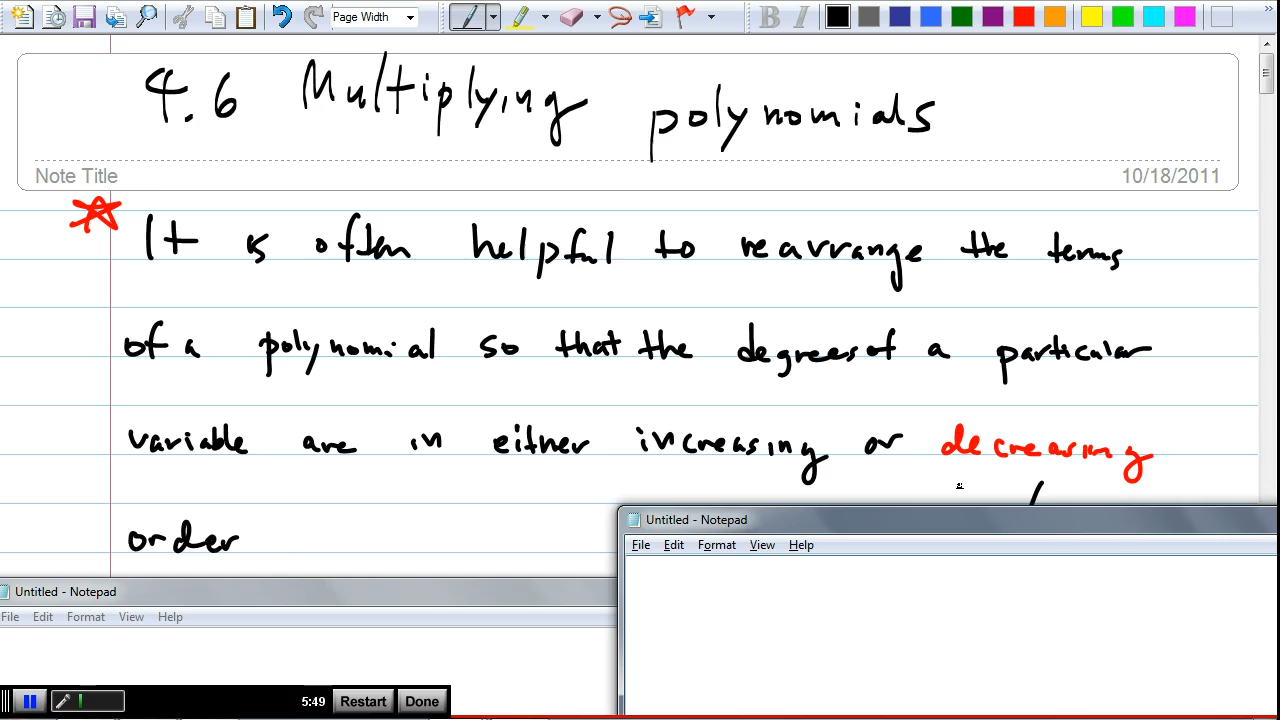 Page Width
4.6 Multiplying polynomials
Note Title
10/18/2011
It is often helpful to rearrange the terms
of a polynomial so that the degrees of a particular
variable are in either increasing or decreasing
order
Untitled - Notepad
File Edit Format View Help
Untitled - Notepad
File Edit Format View Help
5:49 Restart Done